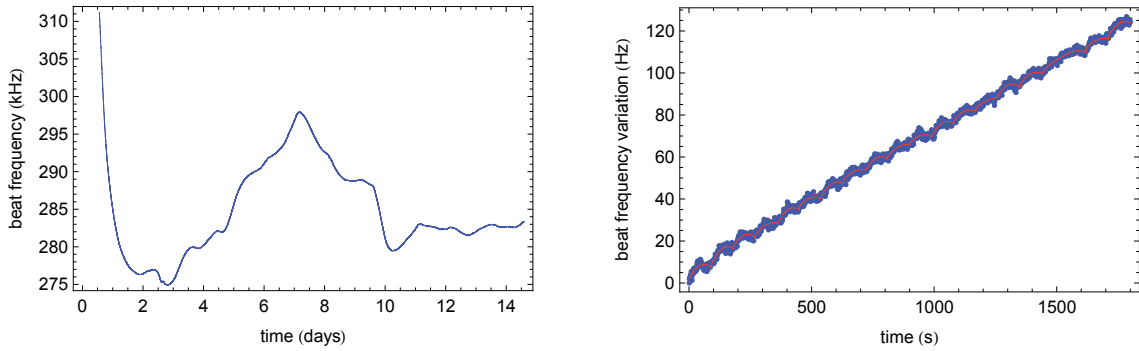 beat frequency (kHz)
310
305
300
295
290
285
280
275
0 2 4 6 8 10 12 14
time (days)
beat frequency variation (Hz)
120
100
80
60
40
20
0
0 500 1000 1500
time (s)